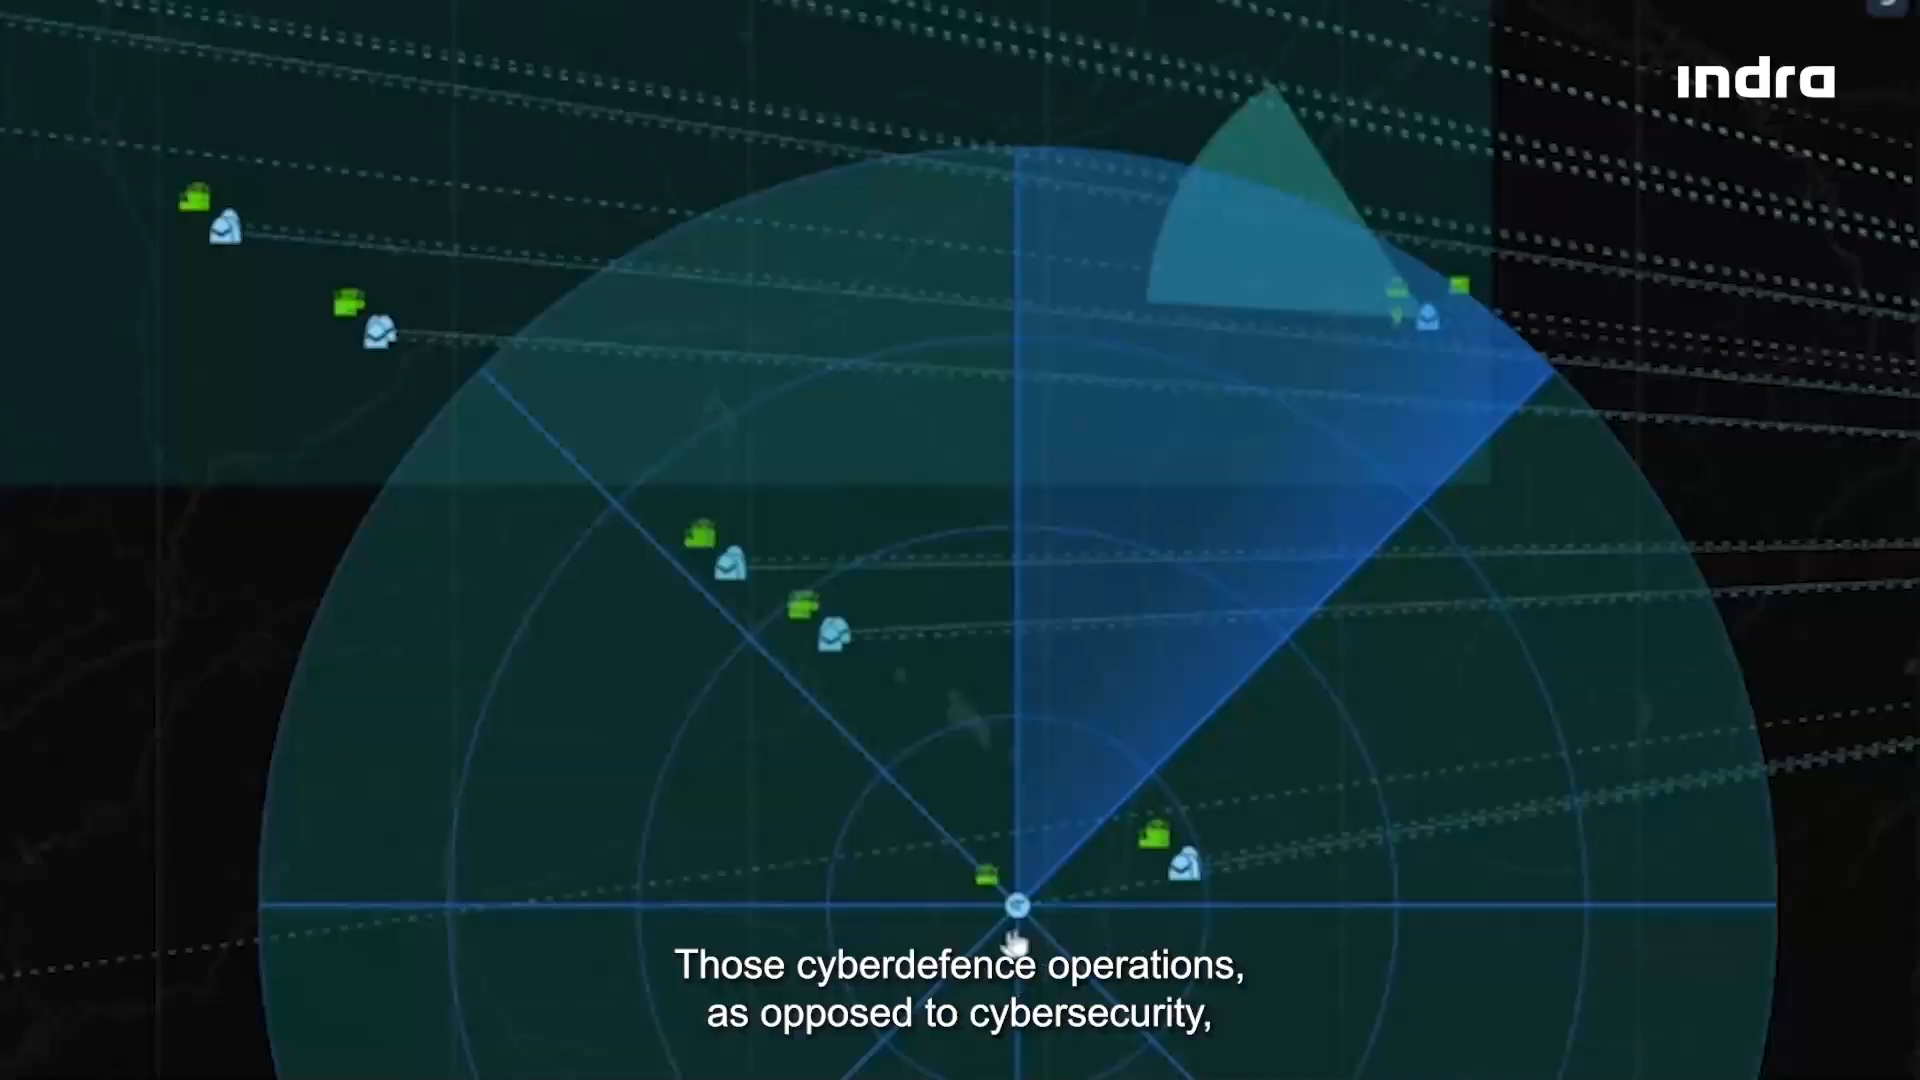 indra
Those cyberdefence operations,
as opposed to cybersecurity,